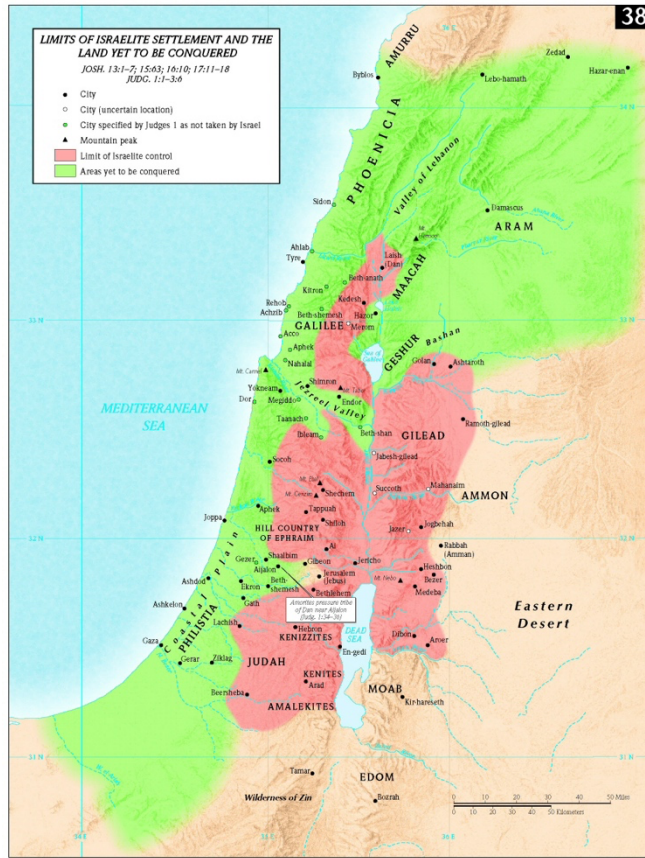 38
LIMITS OF ISRAELITE SETTLEMENT AND THE
LAND YET TO BE CONQUERED
JOSH. 13:1–7; 15:63; 16:10; 17:11–18
JUDG. 1:1–3:6
City
City (uncertain location)
City specified by Judges 1 as not taken by Israel
Mountain peak
Limit of Israelite control
Areas yet to be conquered
AMURRU
Zedad
Hazar-enan
Byblos
Lebo-hamath
34 N
PHOENICIA
Valley of Lebanon
Sidon
Damascus
ARAM
Ahlab
Tyre
Laish
(Dan)
MAACAH
Beth-anath
Kitron
Kedesh
Rehob
Achzib
Beth-shemesh
Hazor
33 N
GALILEE
Merom
Acco
Aphek
GESHUR
Bashan
Nahalal
Golan
Ashtaroth
Mt. Carmel
Shimron
Mt. Tabor
Yokneam
Endor
Dor
Megiddo
Jezreel Valley
MEDITERRANEAN
SEA
Taanach
Ramoth-gilead
Ibleam
Beth-shan
GILEAD
Jabesh-gilead
Socoh
Shechem
Mt. Gerizim
Succoth
Mahanaim
AMMON
Aphek
Tappuah
Joppa
Shiloh
HILL COUNTRY
OF EPHRAIM
Jazer
Jogbehah
32 N
Ai
Rabbah
(Amman)
Shaalbim
Gezer
Gibeon
Jericho
Aijalon
Heshbon
Ashdod
Ekron
Beth-
shemesh
Jerusalem
(Jebus)
Mt. Nebo
Bezer
Bethlehem
Medeba
Coastal Plain
Ashkelon
Gath
Amorites pressure tribe
of Dan near Aijalon
(Judg. 1:34–36)
Eastern
Desert
PHILISTIA
Lachish
Hebron
KENIZZITES
DEAD
SEA
Dibon
Aroer
Gaza
En-gedi
Gerar
Ziklag
JUDAH
KENITES
Arad
MOAB
Beersheba
AMALEKITES
Kir-hareseth
31 N
Tamar
EDOM
Wilderness of Zin
Bozrah
0 10 20 30 40 50 Miles
0 10 20 30 40 50 Kilometers
34 E
35 E
36 E